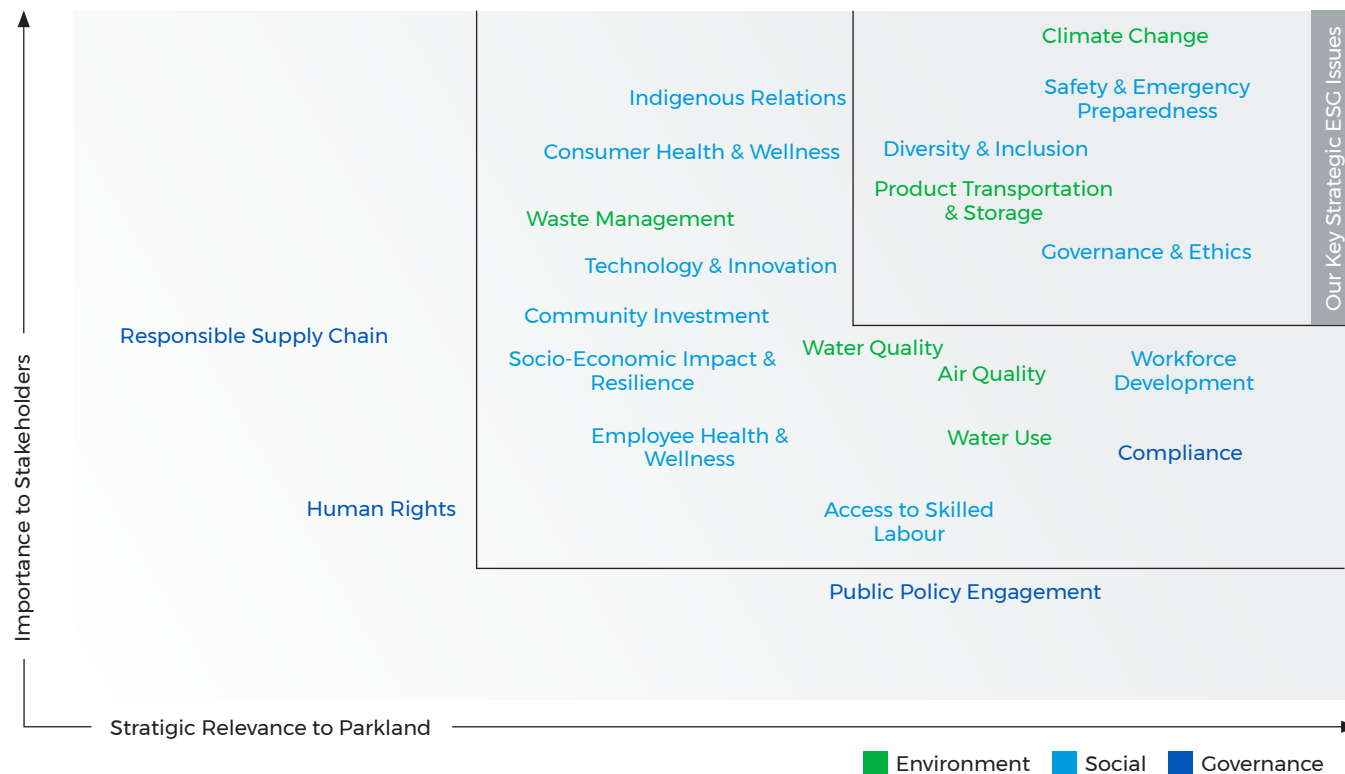 Climate Change
Safety & Emergency
Preparedness
Indigenous Relations
Consumer Health & Wellness
Diversity & Inclusion
Product Transportation
& Storage
Waste Management
Governance & Ethics
Technology & Innovation
Our Key Strategic ESG Issues
Community Investment
Responsible Supply Chain
Water Quality
Socio-Economic Impact &
Resilience
Air Quality
Workforce
Development
Employee Health &
Wellness
Water Use
Compliance
Human Rights
Access to Skilled
Labour
Public Policy Engagement
Importance to Stakeholders
Stratigic Relevance to Parkland
Environment
Social
Governance